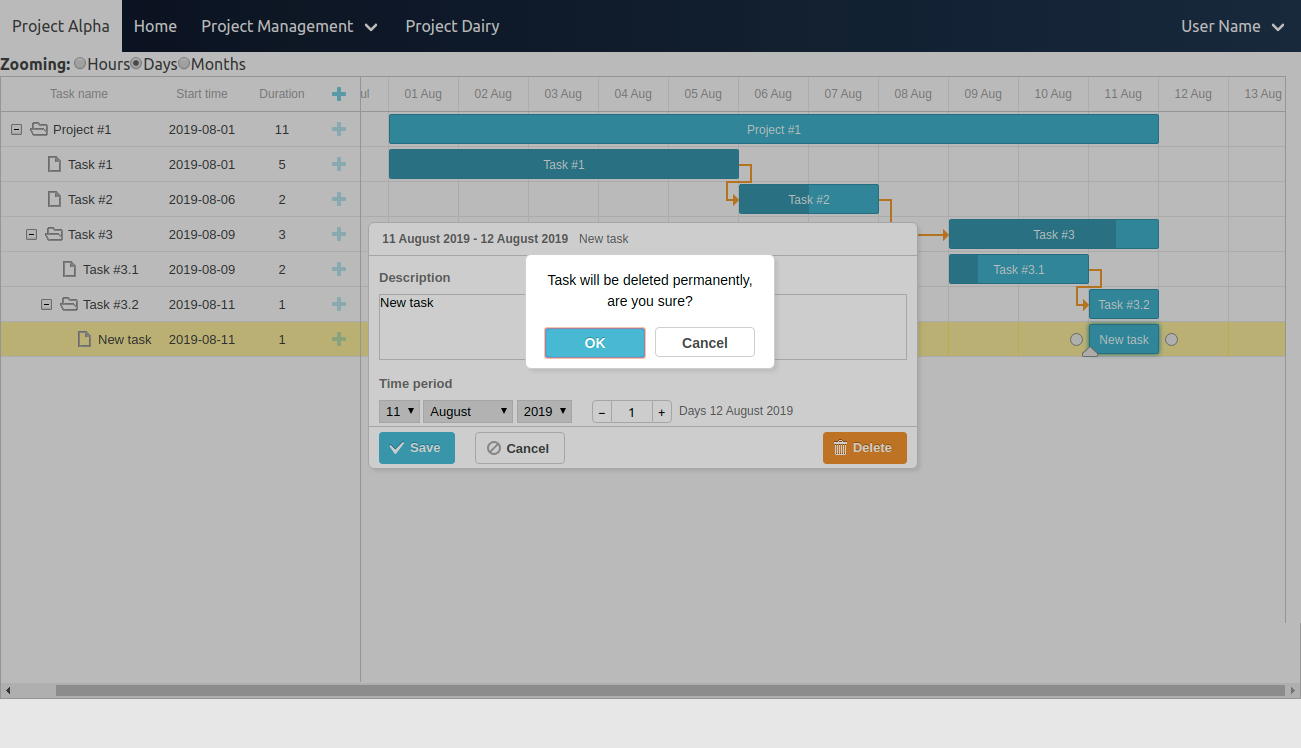 Project Alpha Home Project Management Project Dairy User Name
Zooming: Hours Days Months
Task name Start time Duration ul 01 Aug 02 Aug 03 Aug 04 Aug 05 Aug 06 Aug 07 Aug 08 Aug 09 Aug 10 Aug 11 Aug 12 Aug 13 Aug
Project #1 2019-08-01 11 Project #1
Task #1 2019-08-01 5 Task #1
Task #2 2019-08-06 2 Task #2
Task #3 2019-08-09 3 Task #3
Task #3.1 2019-08-09 2 Task #3.1
Task #3.2 2019-08-11 1 Task #3.2
New task 2019-08-11 1 New task
11 August 2019 - 12 August 2019 New task
Description
New task
Task will be deleted permanently,
are you sure?
OK Cancel
Time period
11 August 2019 − 1 + Days 12 August 2019
Save Cancel Delete